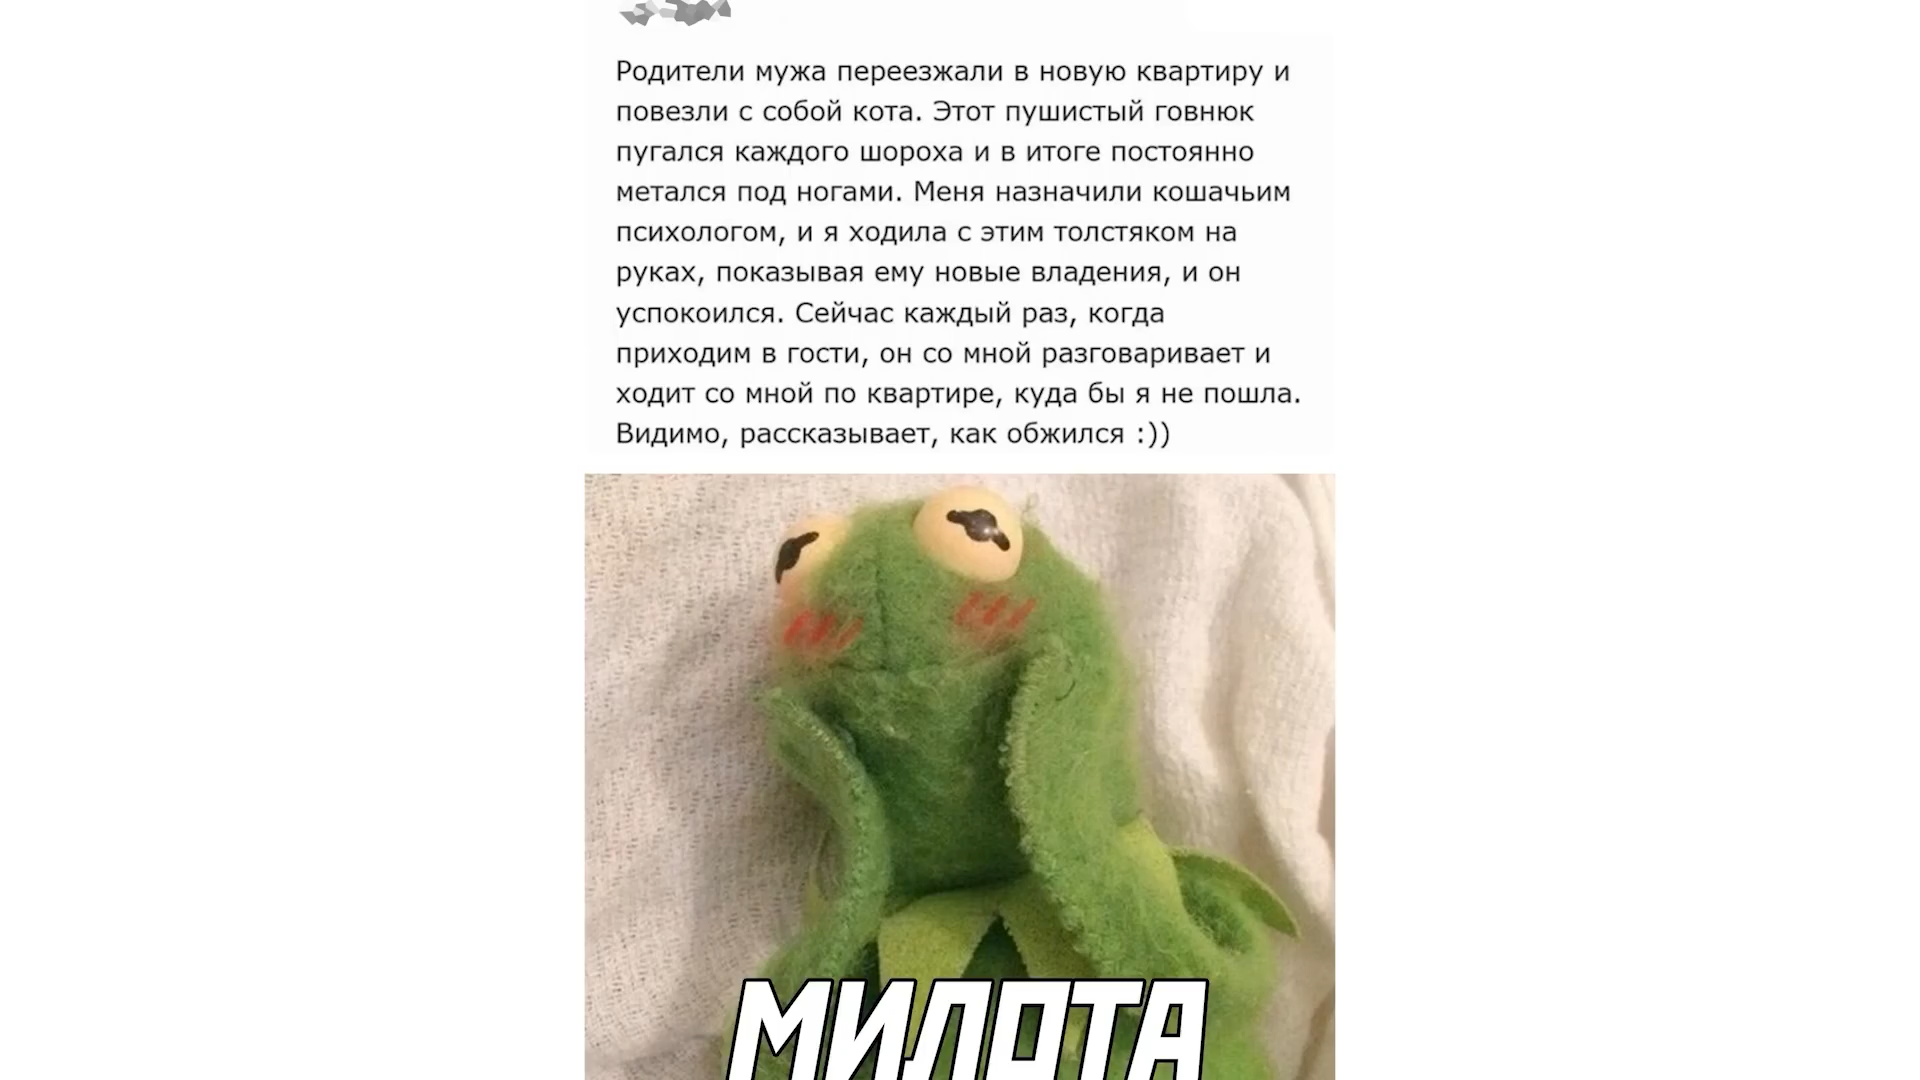 Родители мужа переезжали в новую квартиру и
повезли с собой кота. Этот пушистый говнюк
пугался каждого шороха и в итоге постоянно
метался под ногами. Меня назначили кошачьим
психологом, и я ходила с этим толстяком на
руках, показывая ему новые владения, и он
успокоился. Сейчас каждый раз, когда
приходим в гости, он со мной разговаривает и
ходит со мной по квартире, куда бы я не пошла.
Видимо, рассказывает, как обжился :))
МИЛОТА